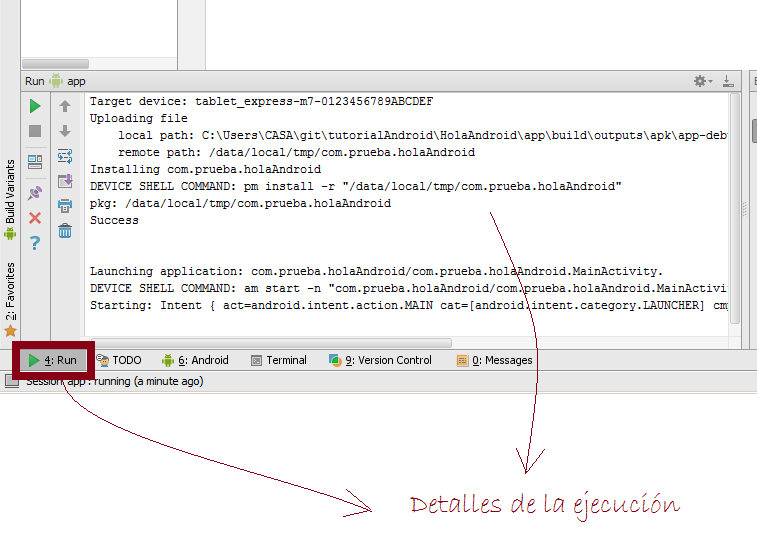 Run app
Target device: tablet_express-m7-0123456789ABCDEF
Uploading file
local path: C:\Users\CASA\git\tutorialAndroid\HolaAndroid\app\build\outputs\apk\app-deb
remote path: /data/local/tmp/com.prueba.holaAndroid
Installing com.prueba.holaAndroid
DEVICE SHELL COMMAND: pm install -r "/data/local/tmp/com.prueba.holaAndroid"
pkg: /data/local/tmp/com.prueba.holaAndroid
Success
Launching application: com.prueba.holaAndroid/com.prueba.holaAndroid.MainActivity.
DEVICE SHELL COMMAND: am start -n "com.prueba.holaAndroid/com.prueba.holaAndroid.MainActivi
Starting: Intent { act=android.intent.action.MAIN cat=[android.intent.category.LAUNCHER] cm
Build Variants
2: Favorites
4: Run TODO 6: Android Terminal 9: Version Control 0: Messages
Session 'app': running (a minute ago)
Detalles de la ejecución